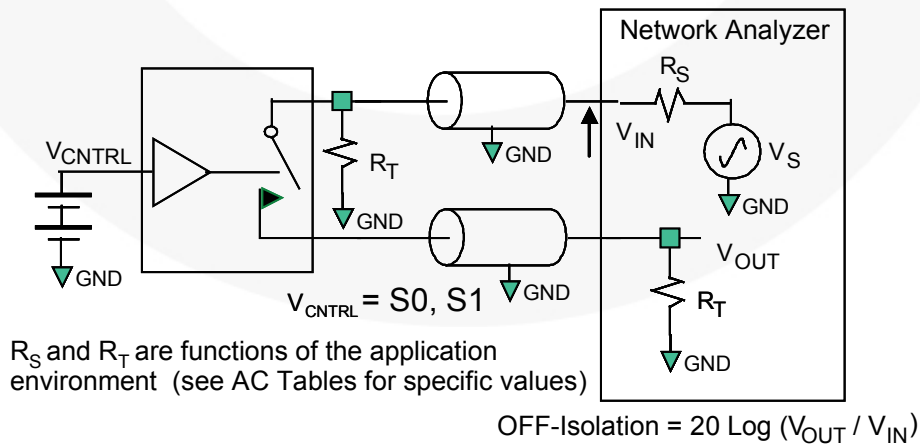 Network Analyzer
R_S
V_IN
V_S
GND
GND
V_CNTRL
R_T
GND
GND
V_OUT
GND
R_T
GND
V_CNTRL = S0, S1
R_S and R_T are functions of the application
environment (see AC Tables for specific values)
OFF-Isolation = 20 Log (V_OUT / V_IN)